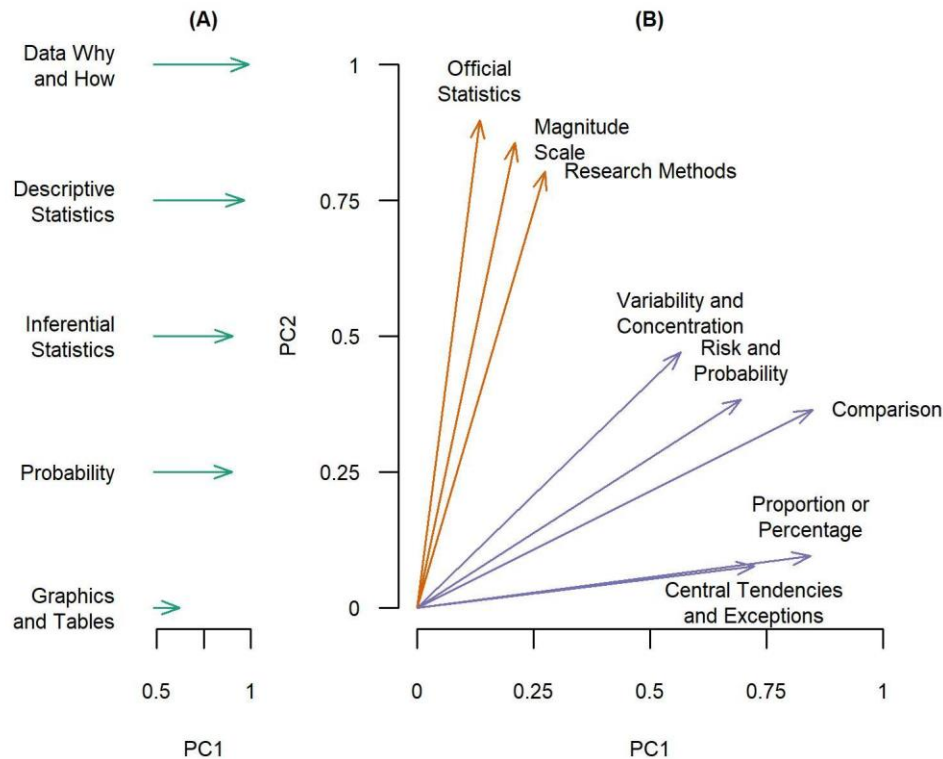 (A)
Data Why
and How
Descriptive
Statistics
Inferential
Statistics
Probability
Graphics
and Tables
0.5
1
PC1
(B)
PC2
1
0.75
0.5
0.25
0
Official
Statistics
Magnitude
Scale
Research Methods
Variability and
Concentration
Risk and
Probability
Comparison
Proportion or
Percentage
Central Tendencies
and Exceptions
0
0.25
0.5
0.75
1
PC1